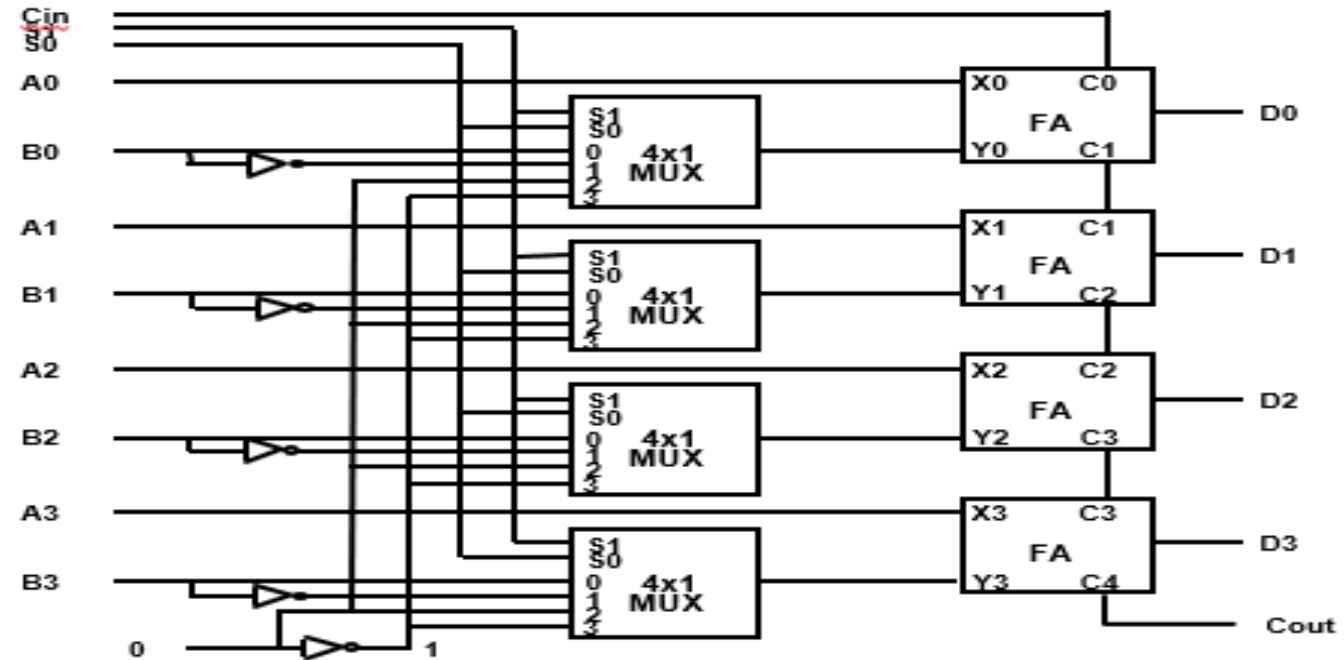 Cin
S1
S0
A0 X0 C0
S1 FA D0
S0
B0 0 4x1 Y0 C1
1 MUX
2
3
A1 X1 C1
S1 FA D1
S0
B1 0 4x1 Y1 C2
1 MUX
2
3
A2 X2 C2
S1 FA D2
S0
B2 0 4x1 Y2 C3
1 MUX
2
3
A3 X3 C3
S1 FA D3
S0
B3 0 4x1 Y3 C4
1 MUX
2
3 Cout
0 1